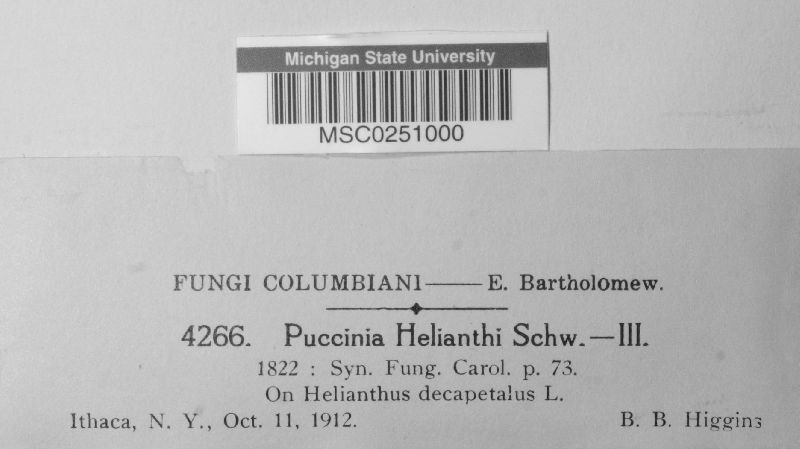 Michigan State University
MSC0251000
FUNGI COLUMBIANI—E. Bartholomew.
4266. Puccinia Helianthi Schw.—III.
1822 : Syn. Fung. Carol. p. 73.
On Helianthus decapetalus L.
Ithaca, N. Y., Oct. 11, 1912. B. B. Higgins